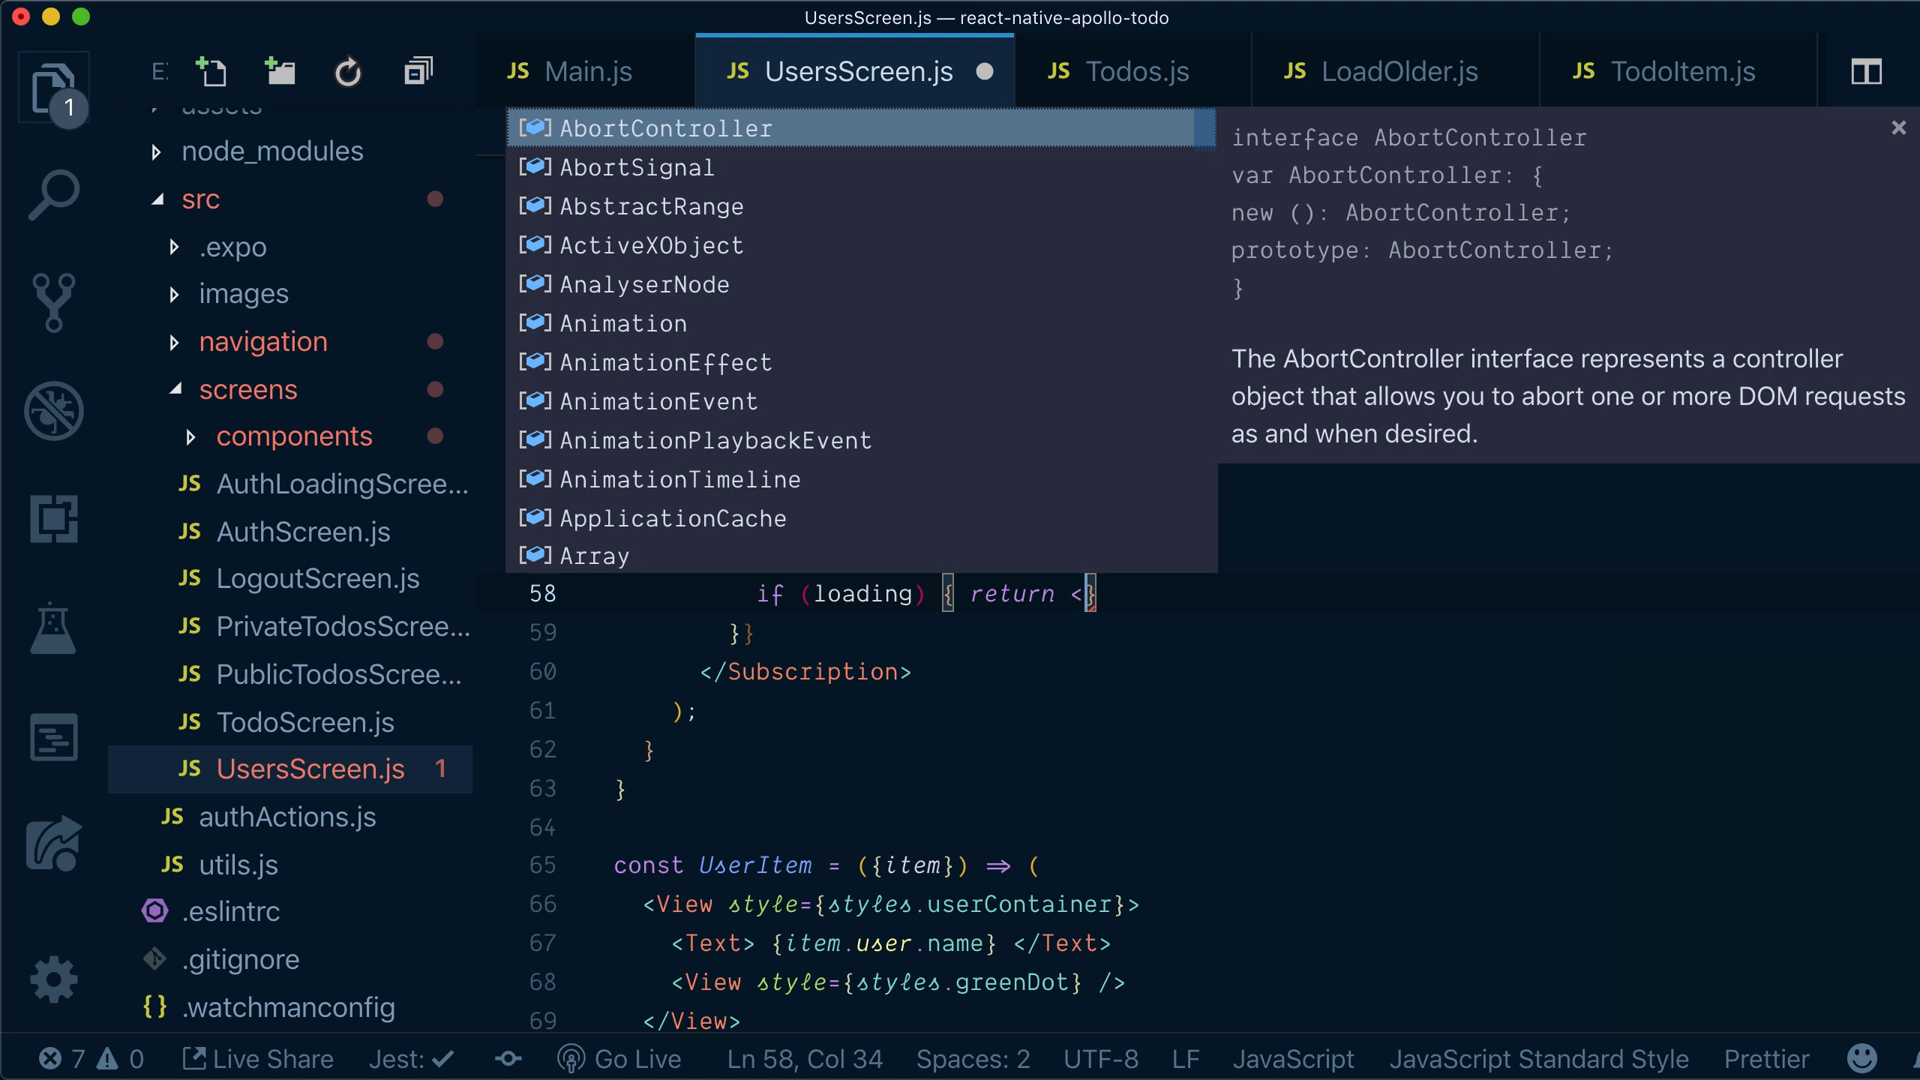 UsersScreen.js — react-native-apollo-todo
E:
JS Main.js
JS UsersScreen.js
JS Todos.js
JS LoadOlder.js
JS TodoItem.js
1
assets
node_modules
src
.expo
images
navigation
screens
components
JS AuthLoadingScree...
JS AuthScreen.js
JS LogoutScreen.js
JS PrivateTodosScree...
JS PublicTodosScree...
JS TodoScreen.js
JS UsersScreen.js 1
JS authActions.js
JS utils.js
.eslintrc
.gitignore
{} .watchmanconfig
AbortController
AbortSignal
AbstractRange
ActiveXObject
AnalyserNode
Animation
AnimationEffect
AnimationEvent
AnimationPlaybackEvent
AnimationTimeline
ApplicationCache
Array
interface AbortController
var AbortController: {
new (): AbortController;
prototype: AbortController;
}
The AbortController interface represents a controller
object that allows you to abort one or more DOM requests
as and when desired.
58 if (loading) { return <}
59 }}
60 </Subscription>
61 );
62 }
63 }
64
65 const UserItem = ({item}) => (
66 <View style={styles.userContainer}>
67 <Text> {item.user.name} </Text>
68 <View style={styles.greenDot} />
69 </View>
7 0 Live Share Jest: Go Live Ln 58, Col 34 Spaces: 2 UTF-8 LF JavaScript JavaScript Standard Style Prettier